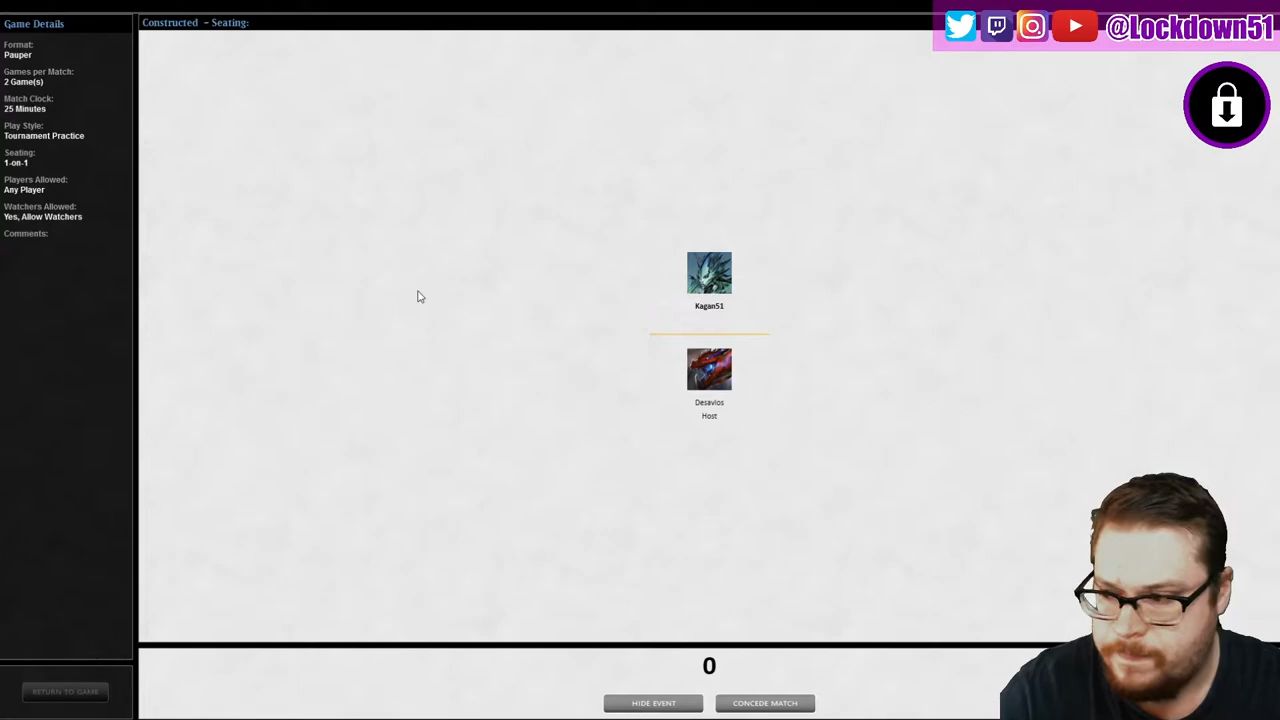 Game Details
Constructed - Seating:
@Lockdown51
Format:
Pauper
Games per Match:
2 Game(s)
Match Clock:
25 Minutes
Play Style:
Tournament Practice
Seating:
1-on-1
Players Allowed:
Any Player
Watchers Allowed:
Yes, Allow Watchers
Comments:
Kagan51
Desavlos
Host
0
RETURN TO GAME
HIDE EVENT
CONCEDE MATCH